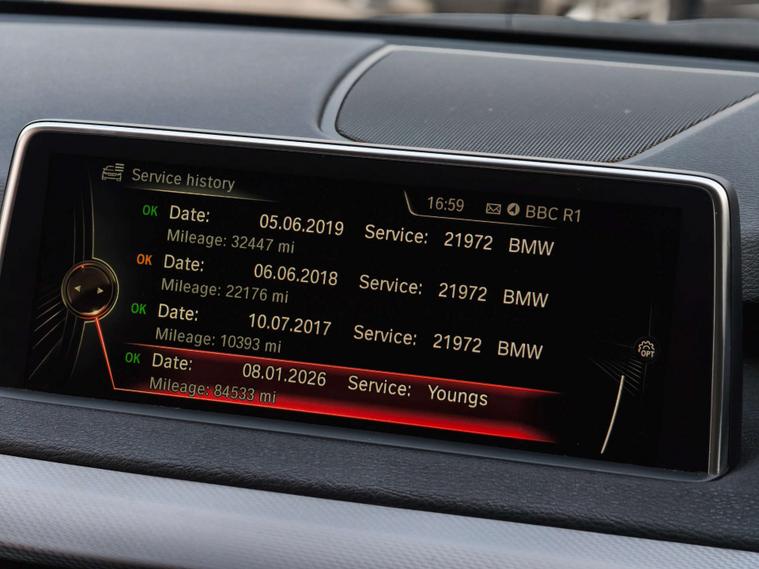 Service history
16:59 BBC R1
OK Date: 05.06.2019 Service: 21972 BMW
Mileage: 32447 mi
OK Date: 06.06.2018 Service: 21972 BMW
Mileage: 22176 mi
OK Date: 10.07.2017 Service: 21972 BMW
Mileage: 10393 mi
OK Date: 08.01.2026 Service: Youngs
Mileage: 84533 mi
OPT